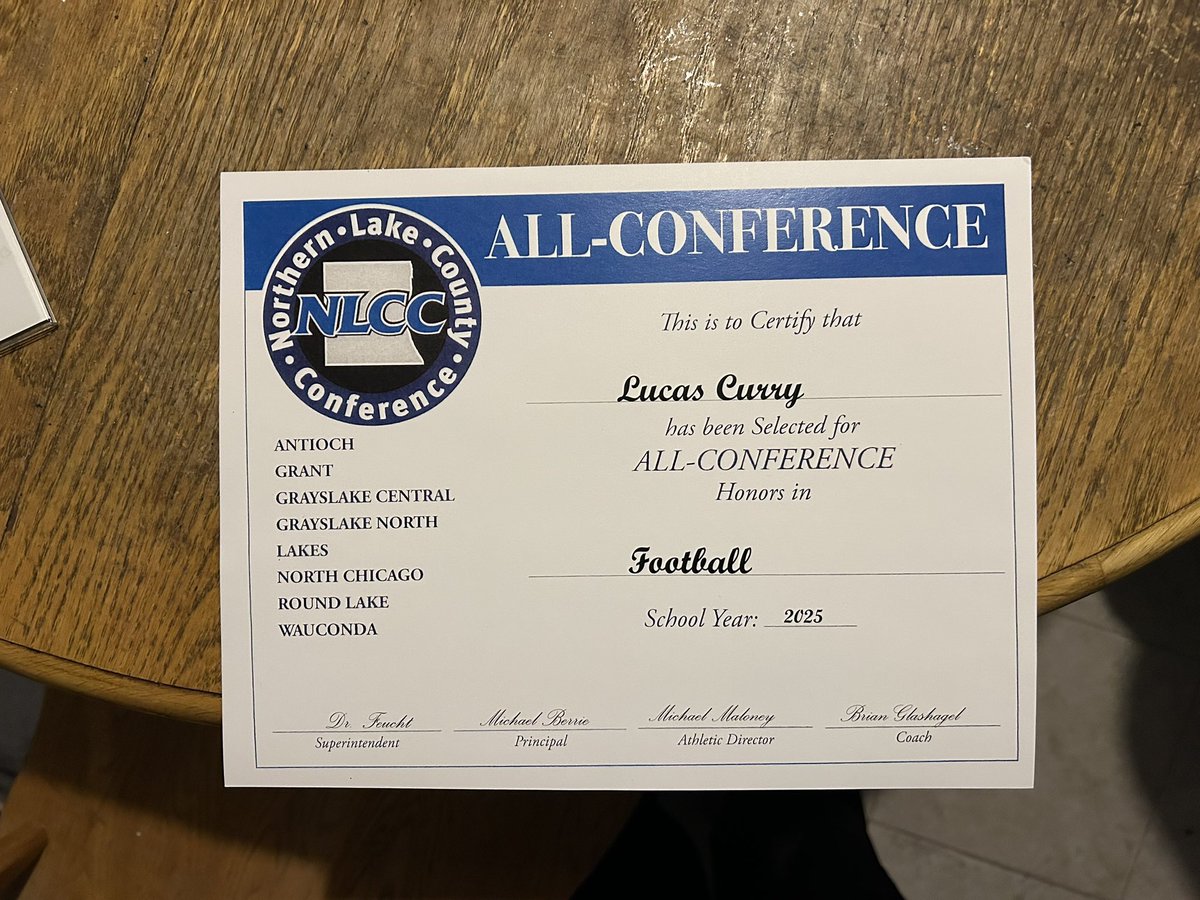 Northern • Lake • County • Conference •
NLCC
ALL-CONFERENCE
ANTIOCH
GRANT
GRAYSLAKE CENTRAL
GRAYSLAKE NORTH
LAKES
NORTH CHICAGO
ROUND LAKE
WAUCONDA
This is to Certify that
Lucas Curry
has been Selected for
ALL-CONFERENCE
Honors in
Football
School Year: 2025
Dr. Feucht
Superintendent
Michael Berrie
Principal
Michael Maloney
Athletic Director
Brian Glashagel
Coach